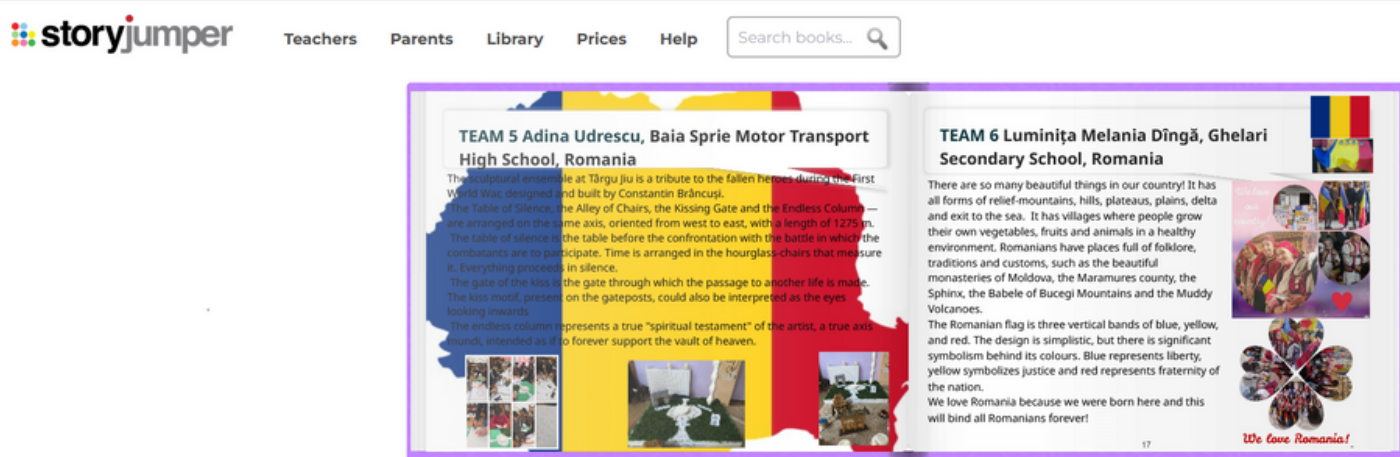 storyjumper
Teachers
Parents
Library
Prices
Help
Search books...
TEAM 5 Adina Udrescu, Baia Sprie Motor Transport
High School, Romania
The sculptural ensemble at Târgu Jiu is a tribute to the fallen heroes during the First
World War, designed and built by Constantin Brâncuși.
The Table of Silence, the Alley of Chairs, the Kissing Gate and the Endless Column —
are arranged on the same axis, oriented from west to east, with a length of 1275 m.
The table of silence is the table before the confrontation with the battle in which the
combatants are to participate. Time is arranged in the hourglass-chairs that measure
it. Everything proceeds in silence.
The gate of the kiss is the gate through which the passage to another life is made.
The kiss motif, present on the gateposts, could also be interpreted as the eyes
looking inwards
The endless column represents a true "spiritual testament" of the artist, a true axis
mundi, intended as if to forever support the vault of heaven.
TEAM 6 Luminița Melania Dîngă, Ghelari
Secondary School, Romania
There are so many beautiful things in our country! It has
all forms of relief-mountains, hills, plateaus, plains, delta
and exit to the sea. It has villages where people grow
their own vegetables, fruits and animals in a healthy
environment. Romanians have places full of folklore,
traditions and customs, such as the beautiful
monasteries of Moldova, the Maramures county, the
Sphinx, the Babele of Bucegi Mountains and the Muddy
Volcanoes.
The Romanian flag is three vertical bands of blue, yellow,
and red. The design is simplistic, but there is significant
symbolism behind its colours. Blue represents liberty,
yellow symbolizes justice and red represents fraternity of
the nation.
We love Romania because we were born here and this
will bind all Romanians forever!
We love
We love Romania!
17